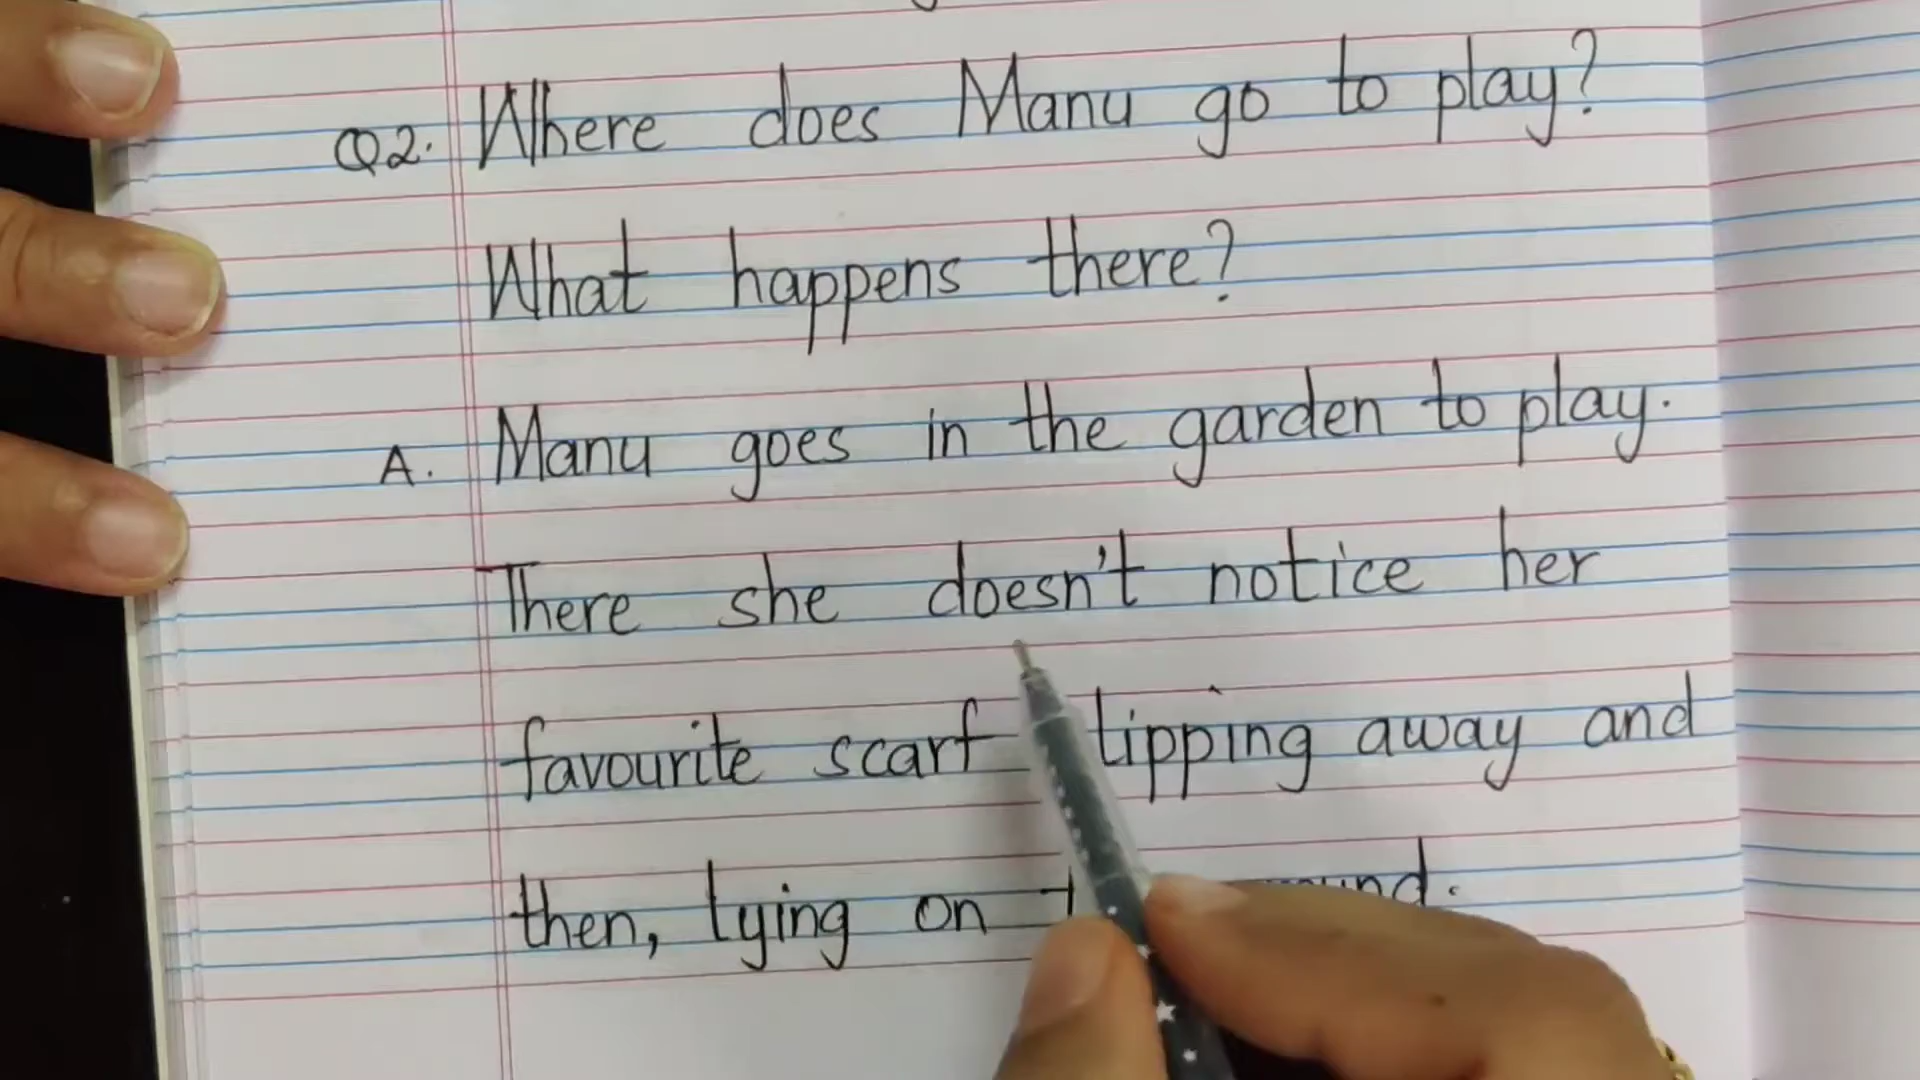 Q2. Where does Manu go to play?
What happens there?
A. Manu goes in the garden to play.
There she doesn't notice her
favourite scarf away and
then, lying on